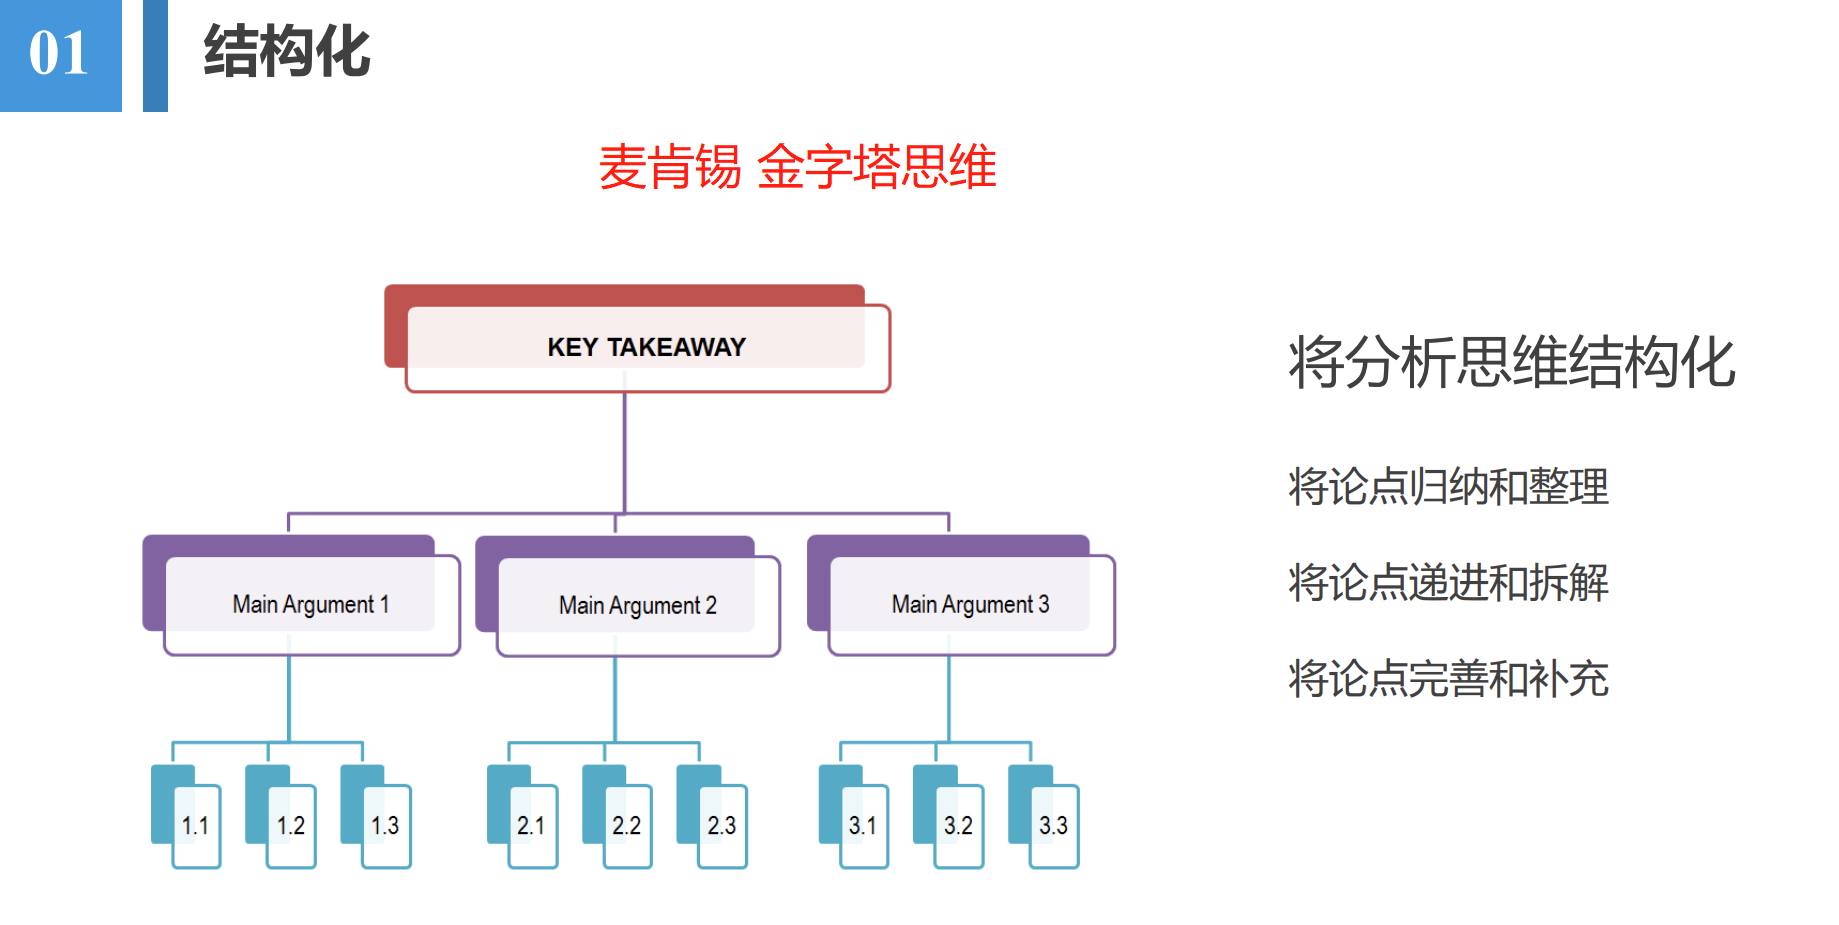 01
结构化
麦肯锡 金字塔思维
KEY TAKEAWAY
Main Argument 1
Main Argument 2
Main Argument 3
1.1
1.2
1.3
2.1
2.2
2.3
3.1
3.2
3.3
将分析思维结构化
将论点归纳和整理
将论点递进和拆解
将论点完善和补充